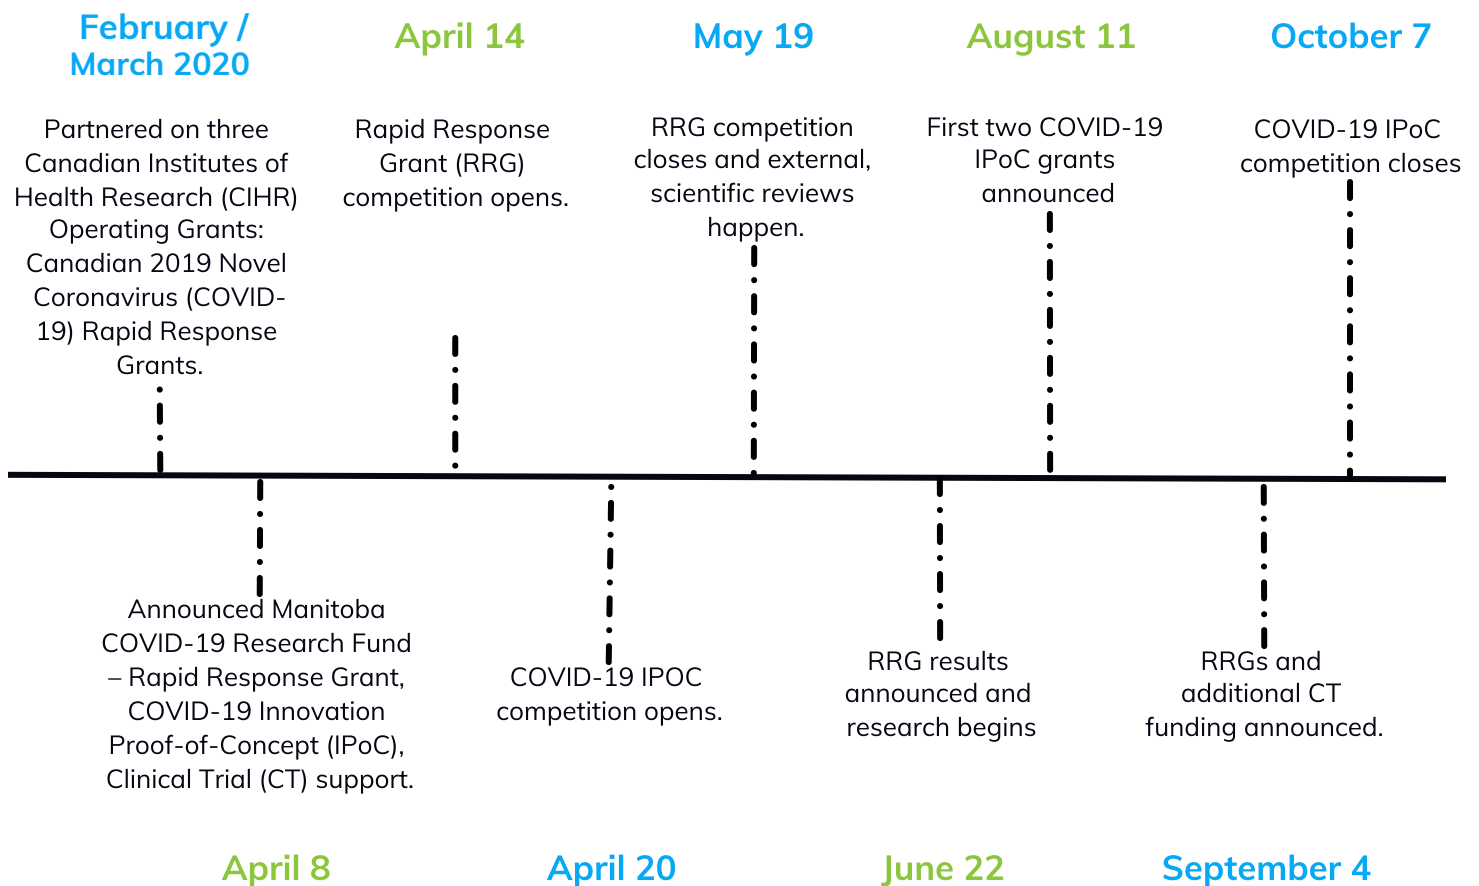 February /
March 2020
Partnered on three
Canadian Institutes of
Health Research (CIHR)
Operating Grants:
Canadian 2019 Novel
Coronavirus (COVID-
19) Rapid Response
Grants.
April 14
Rapid Response
Grant (RRG)
competition opens.
May 19
RRG competition
closes and external,
scientific reviews
happen.
August 11
First two COVID-19
IPoC grants
announced
October 7
COVID-19 IPoC
competition closes
Announced Manitoba
COVID-19 Research Fund
– Rapid Response Grant,
COVID-19 Innovation
Proof-of-Concept (IPoC),
Clinical Trial (CT) support.
April 8
COVID-19 IPOC
competition opens.
April 20
RRG results
announced and
research begins
June 22
RRGs and
additional CT
funding announced.
September 4